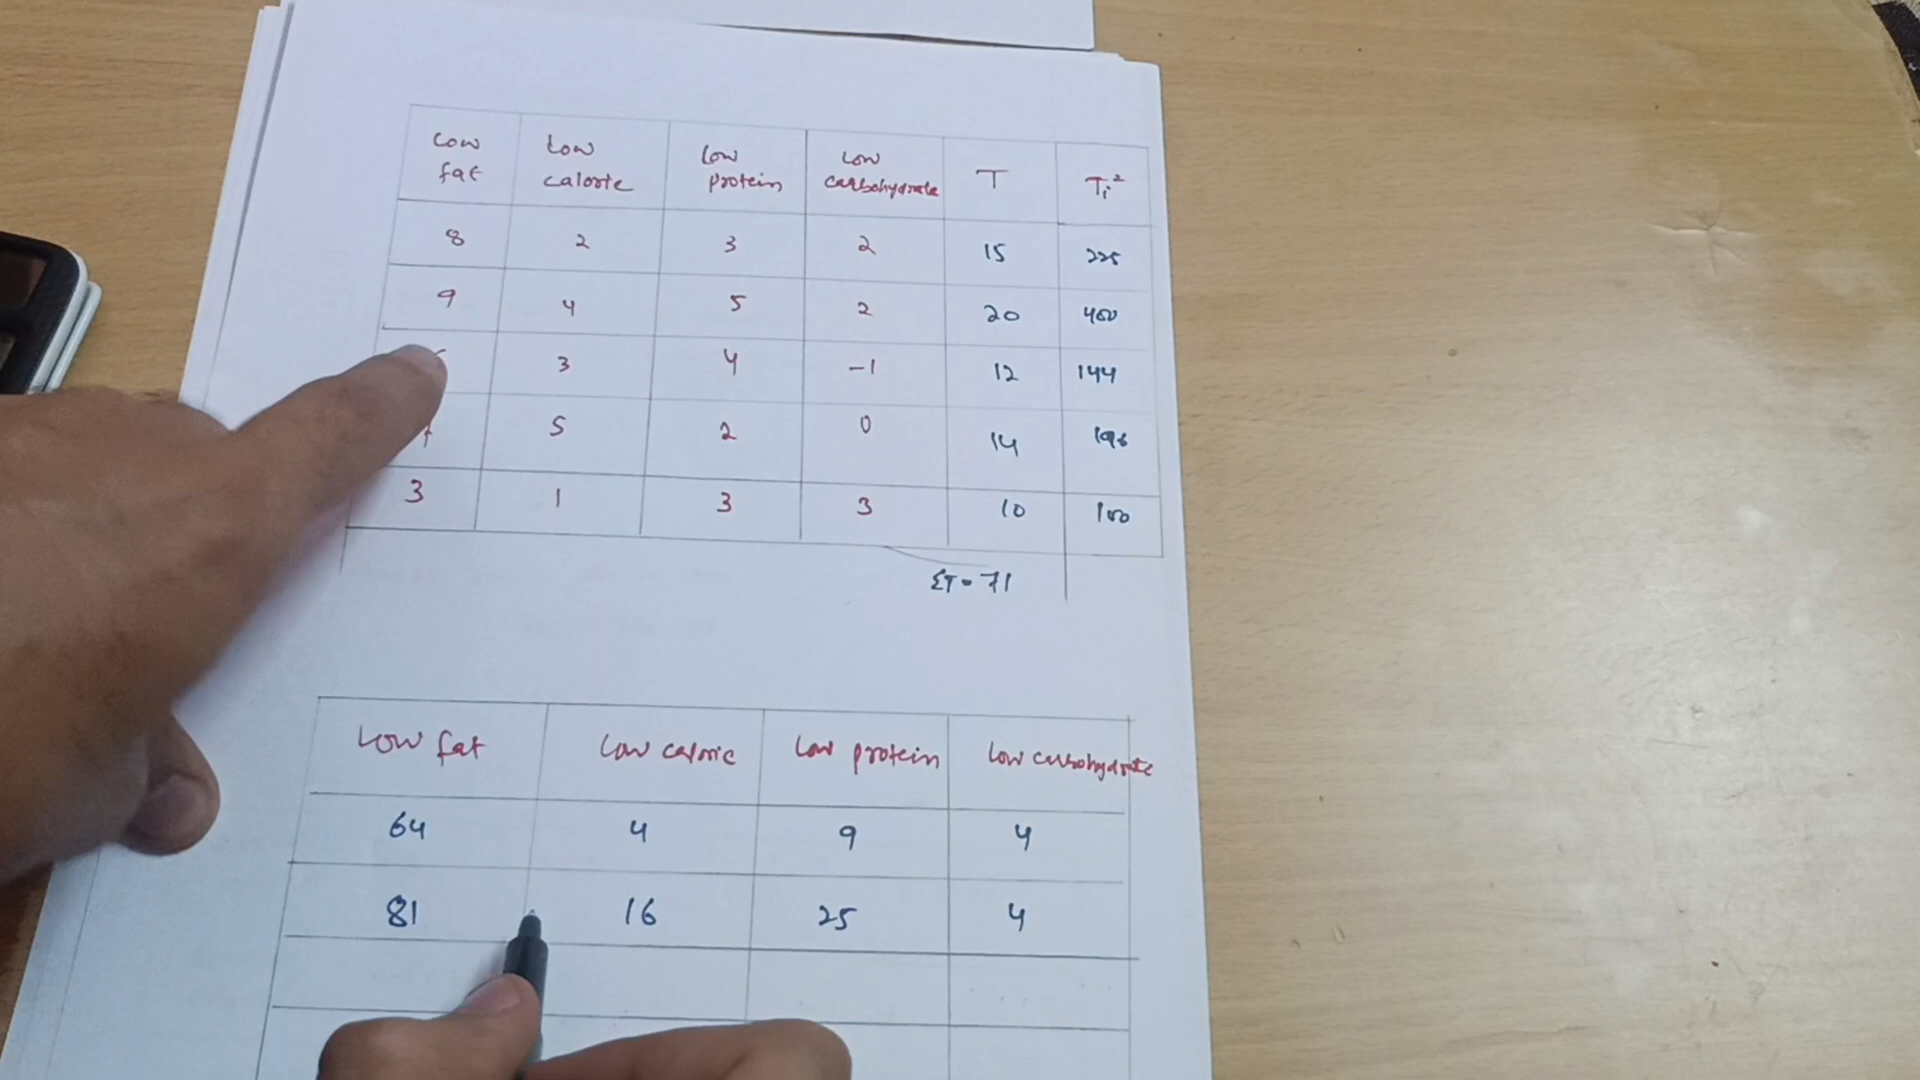 Low fat Low calorie Low protein Low carbohydrate T Ti²
8 2 3 2 15 225
9 4 5 2 20 400
3 4 -1 12 144
5 2 0 14 196
3 1 3 3 10 100
ΣT = 71
Low fat Low calorie Low protein Low carbohydrate
64 4 9 4
81 16 25 4